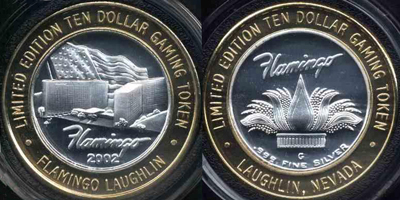 LIMITED EDITION TEN DOLLAR GAMING TOKEN
Flamingo
2002
FLAMINGO LAUGHLIN
LIMITED EDITION TEN DOLLAR GAMING TOKEN
Flamingo
G
.999 FINE SILVER
LAUGHLIN, NEVADA